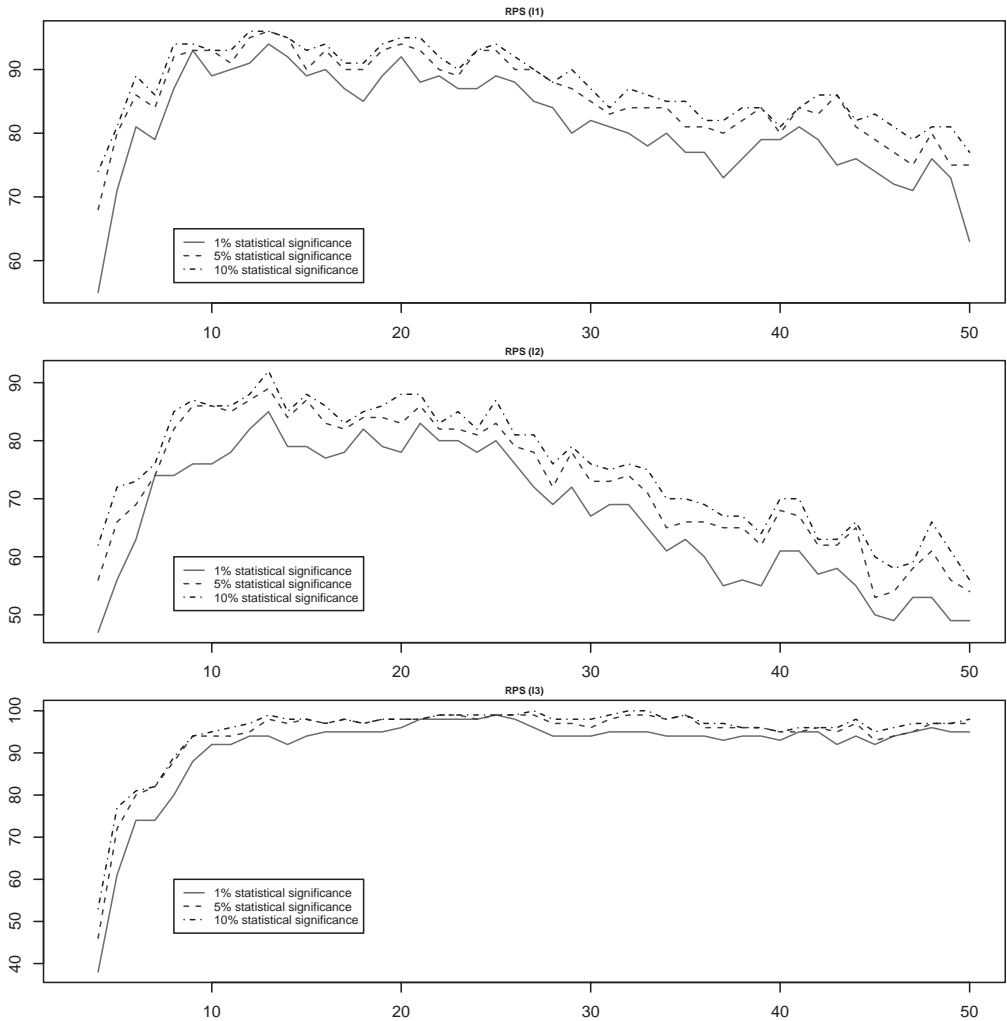 RPS (I1)
90
80
70
60
1% statistical significance
5% statistical significance
10% statistical significance
10 20 30 40 50
RPS (I2)
90
80
70
60
50
1% statistical significance
5% statistical significance
10% statistical significance
10 20 30 40 50
RPS (I3)
100
90
80
70
60
50
40
1% statistical significance
5% statistical significance
10% statistical significance
10 20 30 40 50